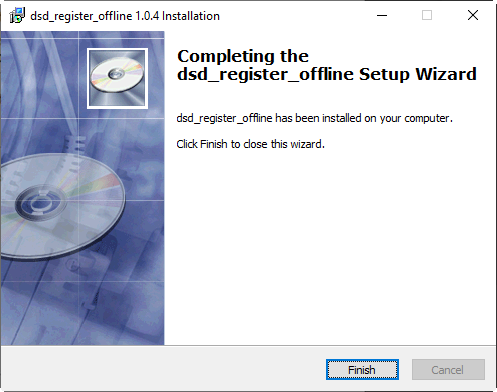 dsd_register_offline 1.0.4 Installation
Completing the
dsd_register_offline Setup Wizard
dsd_register_offline has been installed on your computer.
Click Finish to close this wizard.
Finish
Cancel